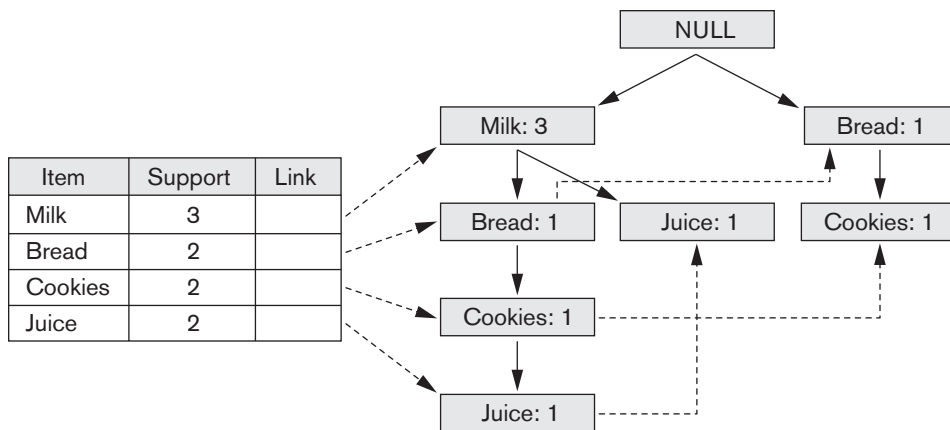 NULL
Milk: 3
Bread: 1
Item Support Link
Milk 3
Bread 2
Cookies 2
Juice 2
Bread: 1
Juice: 1
Cookies: 1
Cookies: 1
Juice: 1